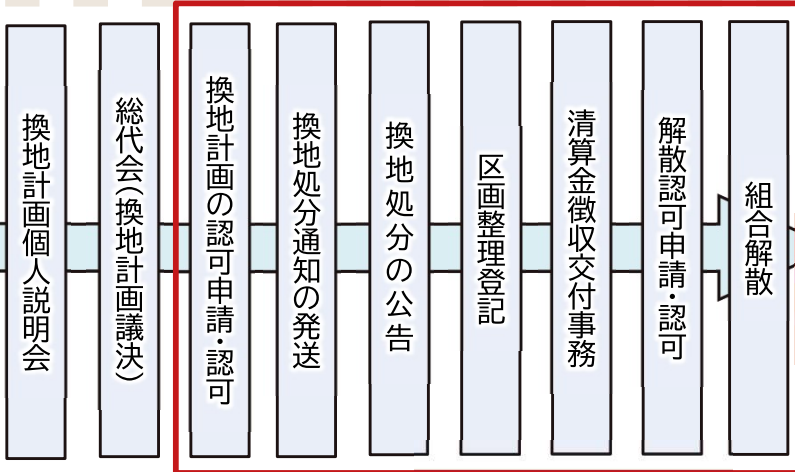 換地計画個人説明会
総代会(換地計画議決)
換地計画の認可申請・認可
換地処分通知の発送
換地処分の公告
区画整理登記
清算金徴収交付事務
解散認可申請・認可
組合解散